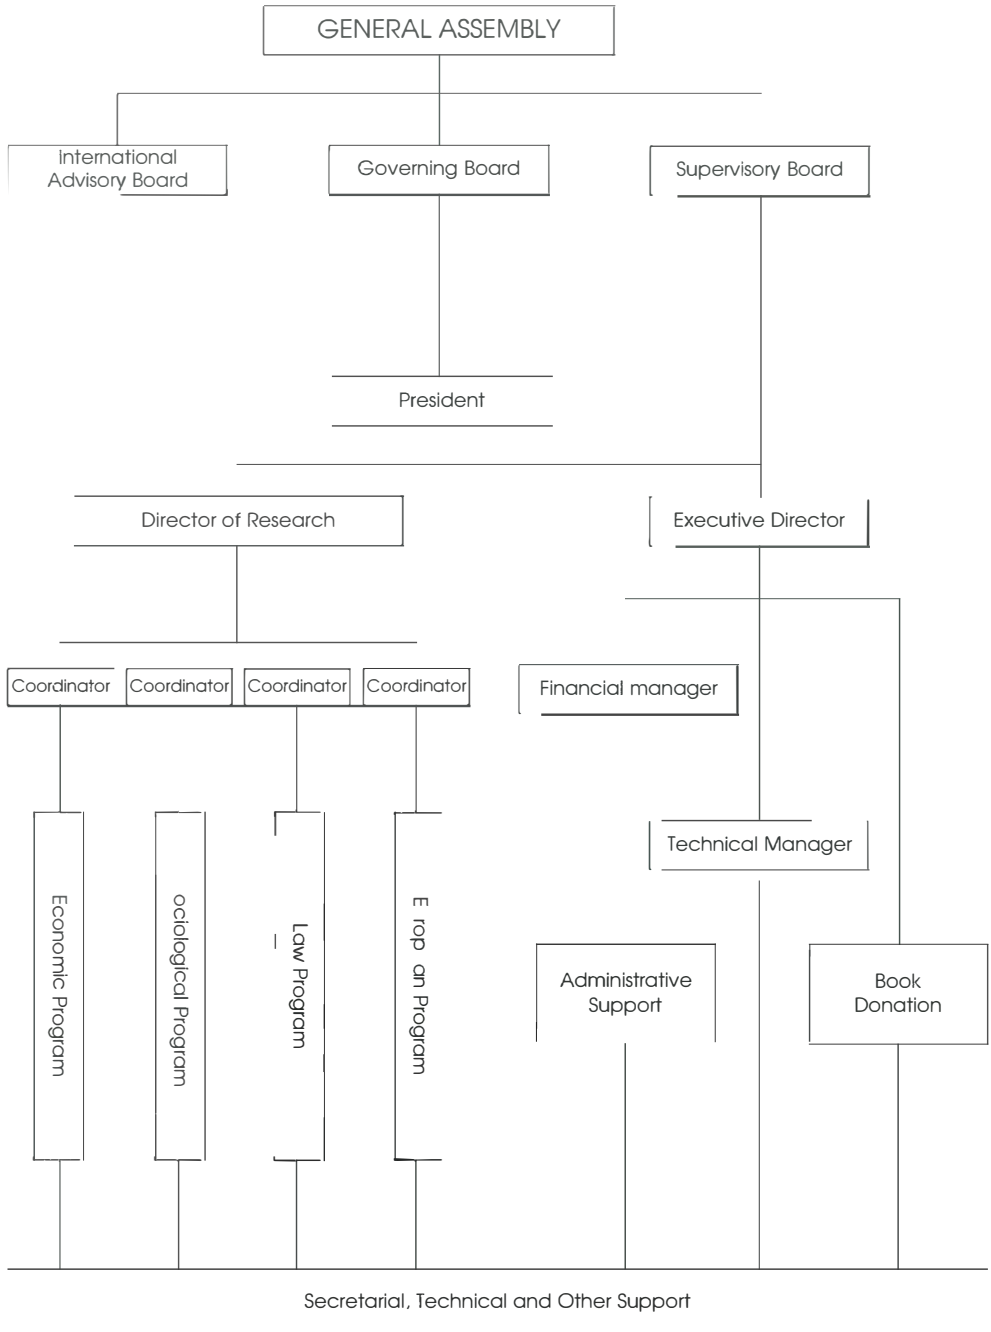 GENERAL ASSEMBLY
International
Advisory Board
Governing Board
Supervisory Board
President
Director of Research
Executive Director
Coordinator
Coordinator
Coordinator
Coordinator
Financial manager
Technical Manager
Economic Program
ociological Program
Law Program
E rop an Program
Administrative
Support
Book
Donation
Secretarial, Technical and Other Support